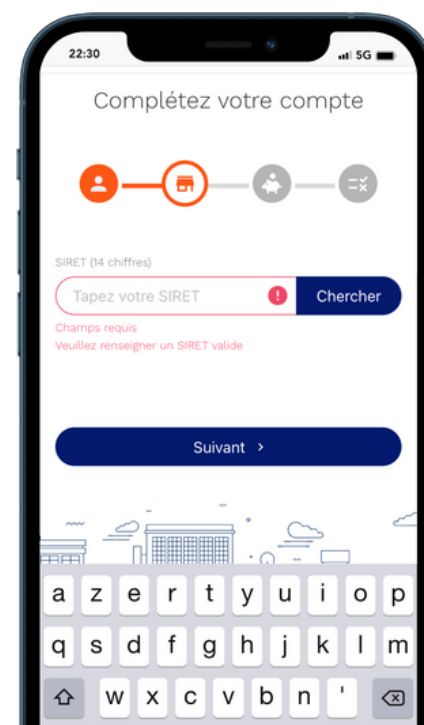 22:30
5G
Complétez votre compte
SIRET (14 chiffres)
Tapez votre SIRET
!
Chercher
Champs requis
Veuillez renseigner un SIRET valide
Suivant >
a z e r t y u i o p
q s d f g h j k l m
w x c v b n '